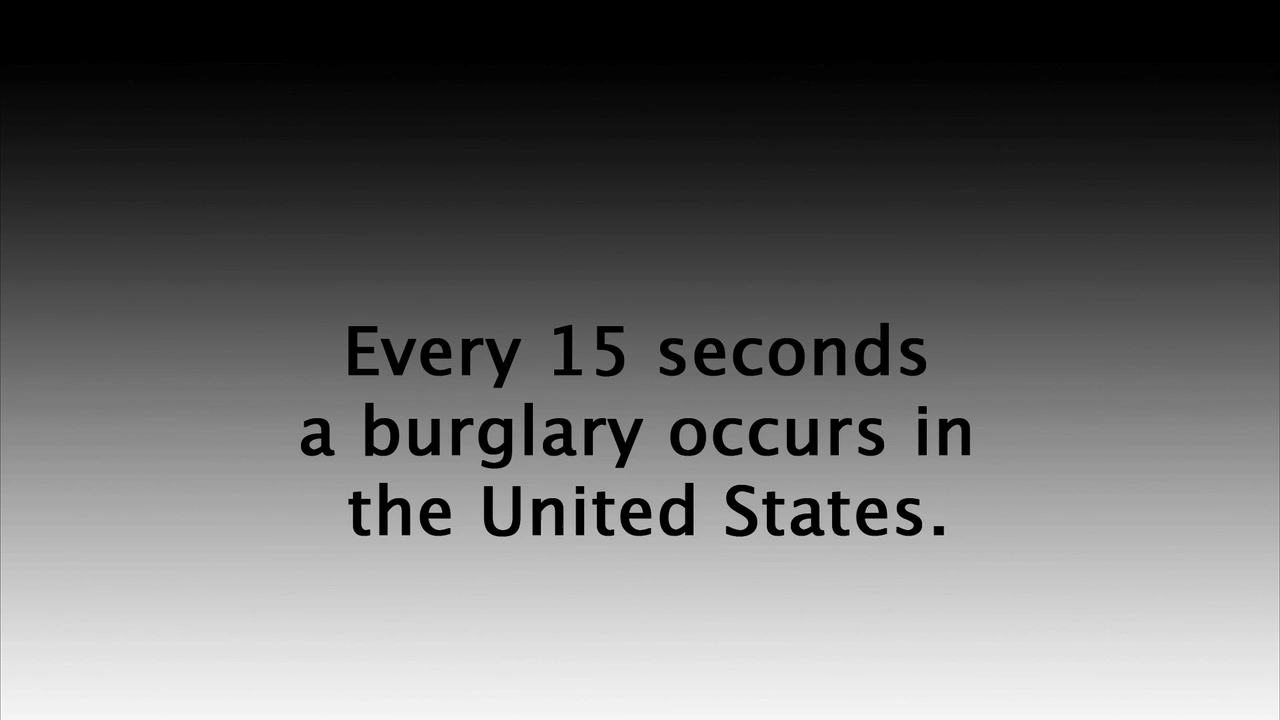 Every 15 seconds
a burglary occurs in
the United States.